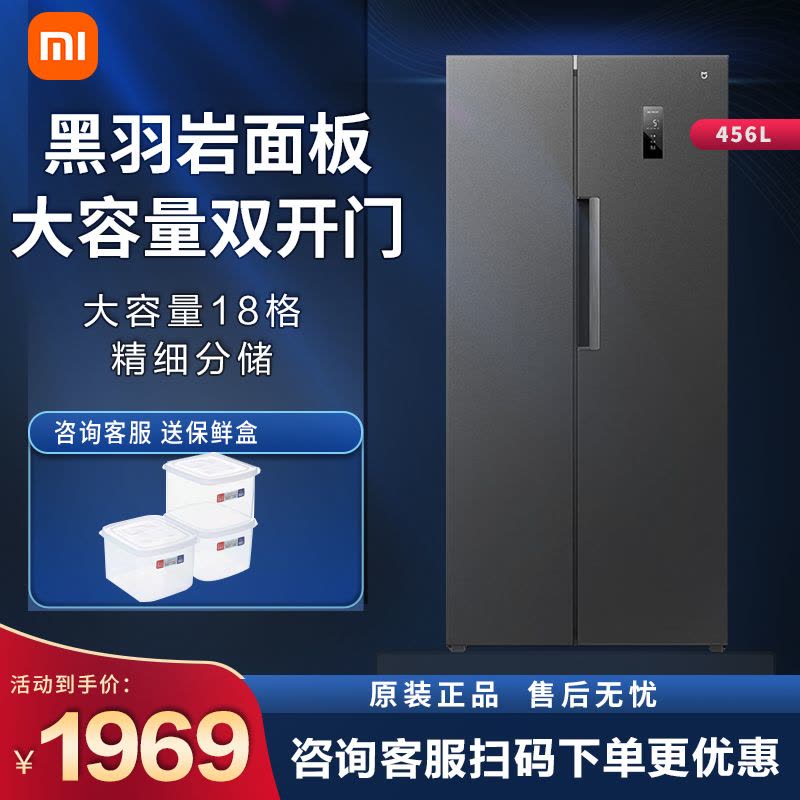 mi
黑羽岩面板
大容量双开门
大容量18格
精细分储
咨询客服 送保鲜盒
456L
活动到手价：
¥1969
原装正品 售后无忧
咨询客服扫码下单更优惠